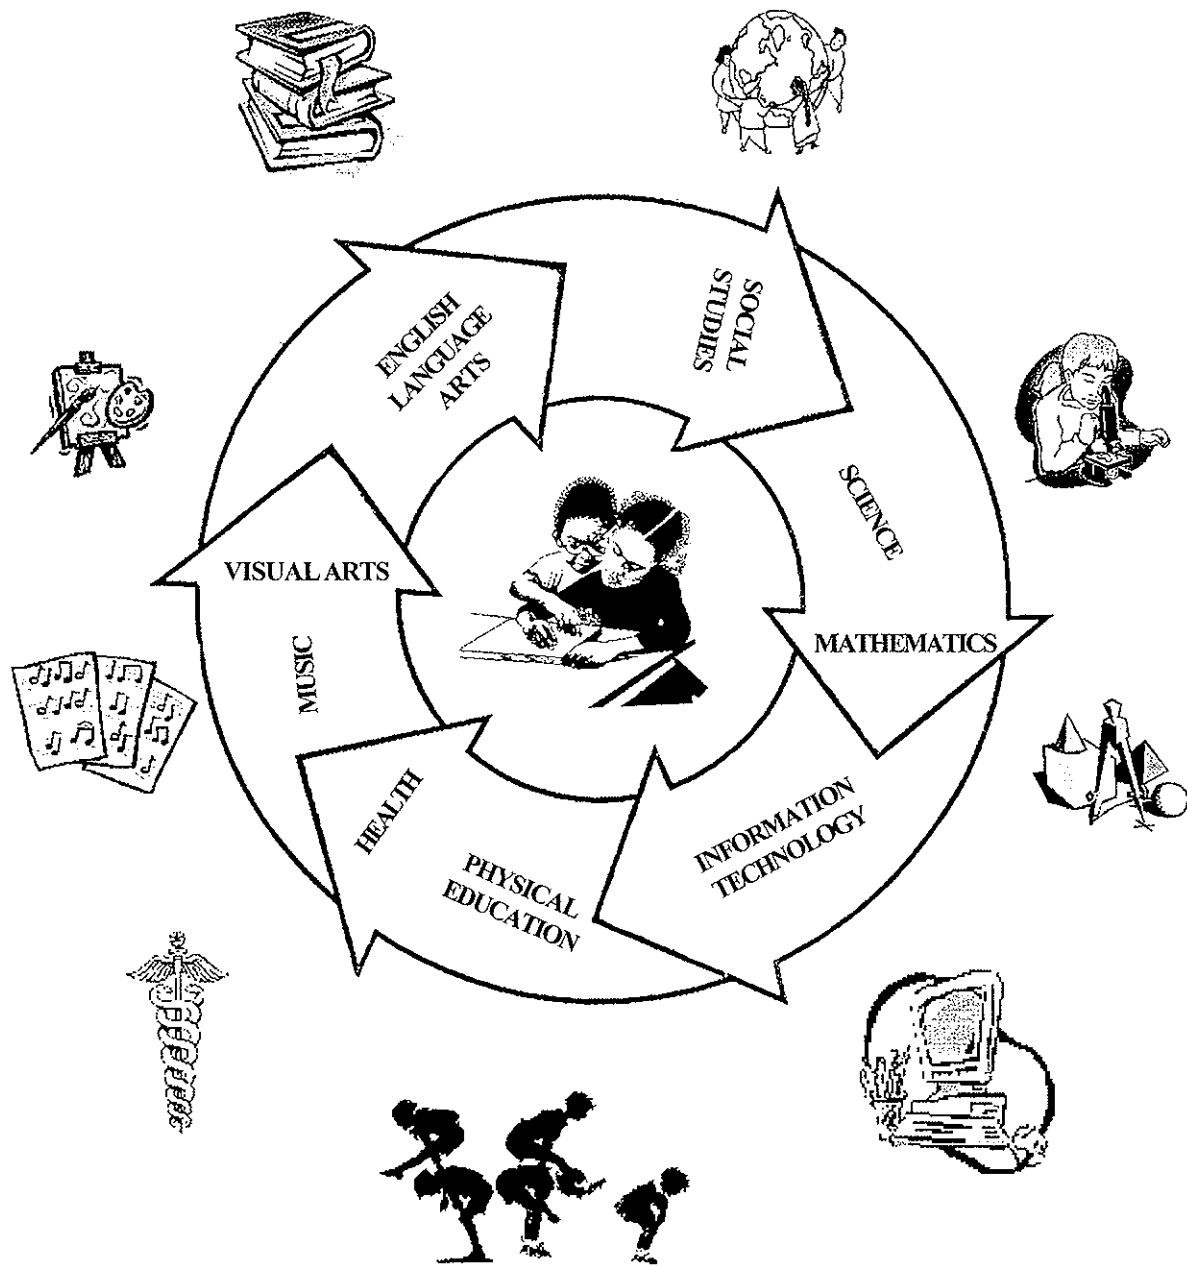 ENGLISH
LANGUAGE
ARTS
SOCIAL
STUDIES
SCIENCE
MATHEMATICS
INFORMATION
TECHNOLOGY
PHYSICAL
EDUCATION
HEALTH
MUSIC
VISUAL ARTS